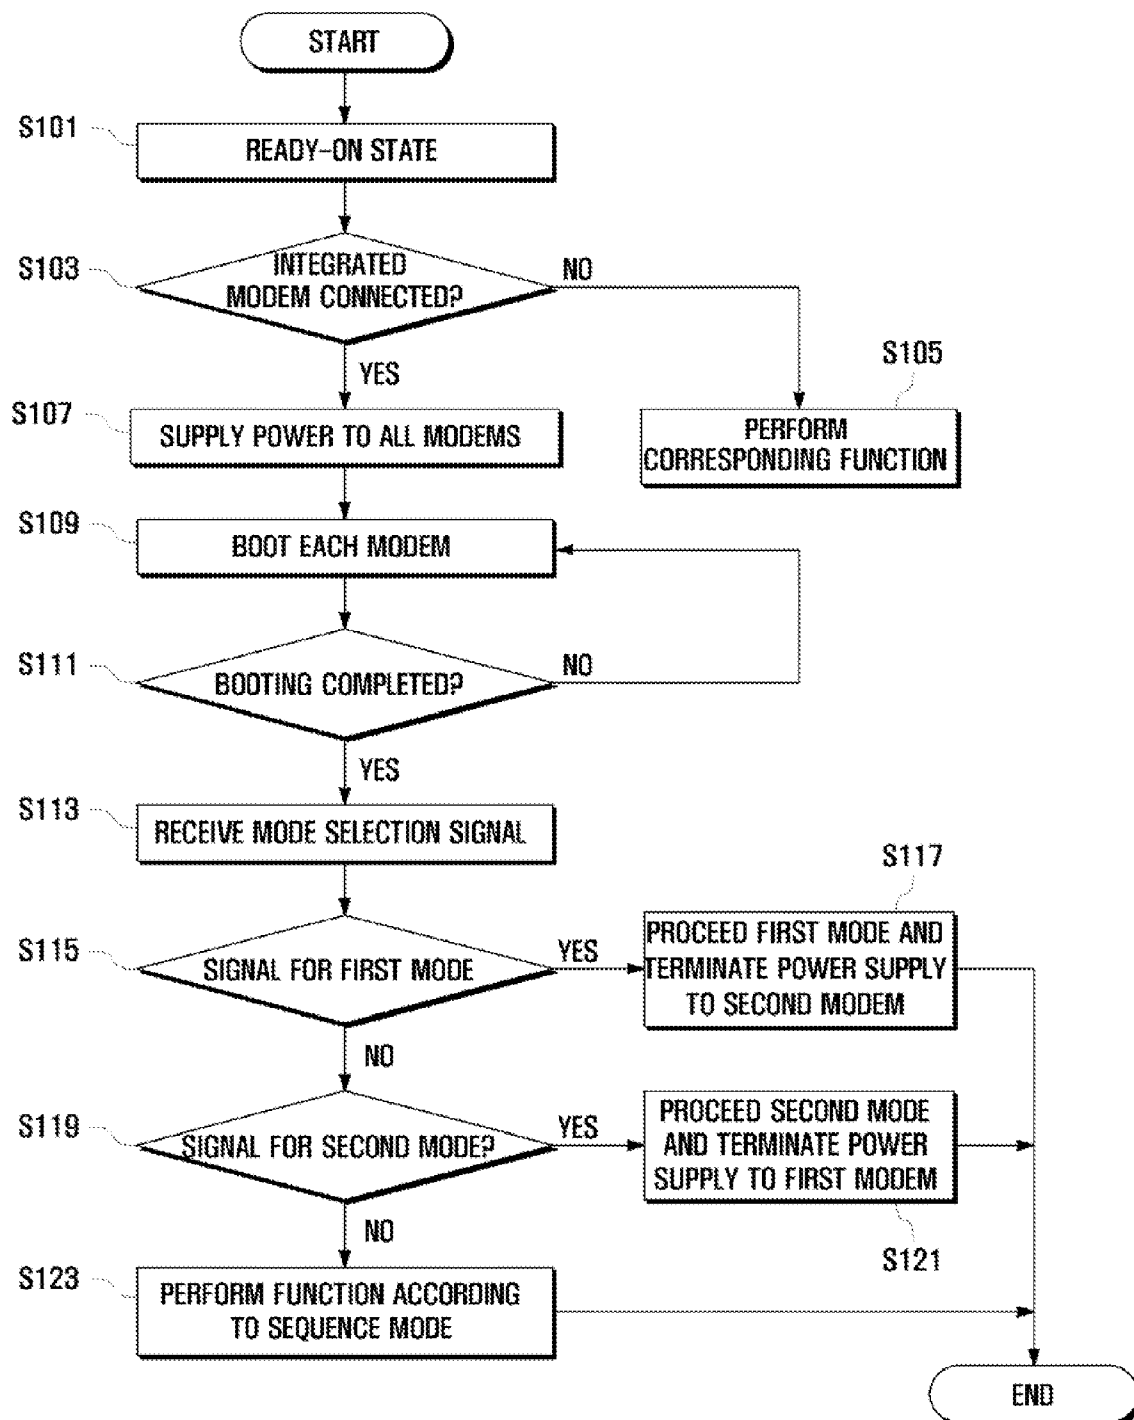 START
S101
READY-ON STATE
S103
INTEGRATED
MODEM CONNECTED?
NO
YES
S105
PERFORM
CORRESPONDING FUNCTION
S107
SUPPLY POWER TO ALL MODEMS
S109
BOOT EACH MODEM
S111
BOOTING COMPLETED?
NO
YES
S113
RECEIVE MODE SELECTION SIGNAL
S115
SIGNAL FOR FIRST MODE
YES
S117
PROCEED FIRST MODE AND
TERMINATE POWER SUPPLY
TO SECOND MODEM
NO
S119
SIGNAL FOR SECOND MODE?
YES
PROCEED SECOND MODE
AND TERMINATE POWER
SUPPLY TO FIRST MODEM
S121
NO
S123
PERFORM FUNCTION ACCORDING
TO SEQUENCE MODE
END